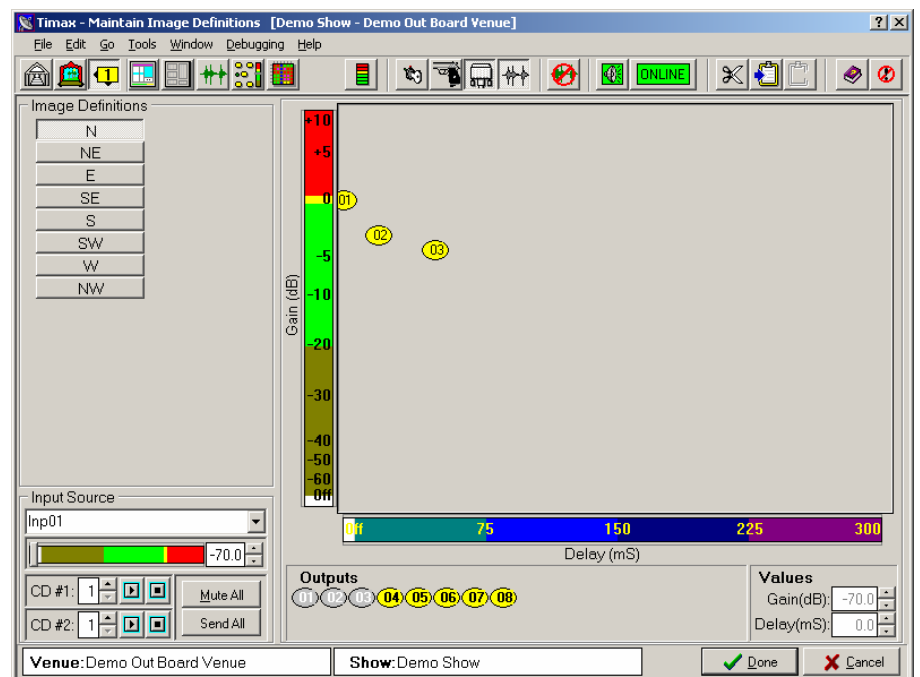 Timax - Maintain Image Definitions [Demo Show - Demo Out Board Venue]
File Edit Go Tools Window Debugging Help
1
ONLINE
Image Definitions
N
NE
E
SE
S
SW
W
NW
Gain (dB)
+10
+5
0
-5
-10
-20
-30
-40
-50
-60
Off
01
02
03
Off 75 150 225 300
Delay (mS)
Input Source
Inp01
-70.0
CD #1: 1
Mute All
CD #2: 1
Send All
Outputs
01 02 03 04 05 06 07 08
Values
Gain(dB): -70.0
Delay(mS): 0.0
Venue:Demo Out Board Venue
Show:Demo Show
Done
Cancel